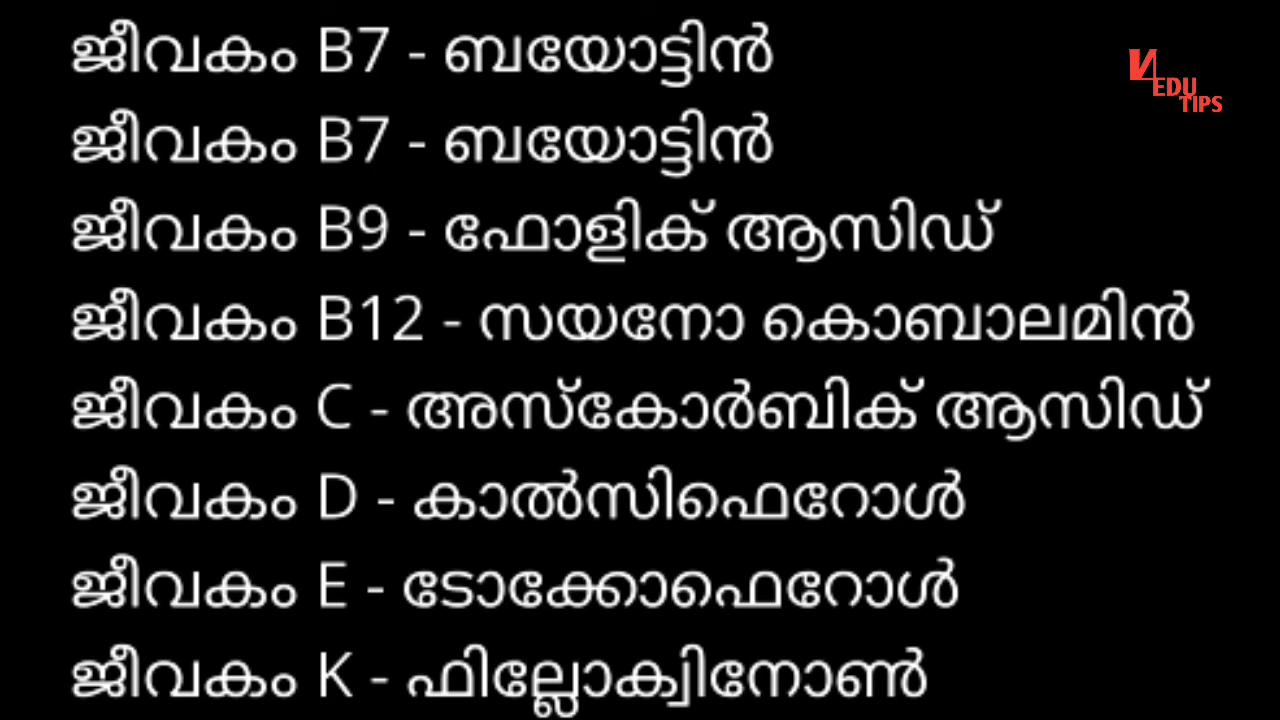 ജീവകം B7 - ബയോട്ടിൻ
ജീവകം B7 - ബയോട്ടിൻ
ജീവകം B9 - ഫോളിക് ആസിഡ്
ജീവകം B12 - സയനോ കൊബാലമിൻ
ജീവകം C - അസ്കോർബിക് ആസിഡ്
ജീവകം D - കാൽസിഫെറോൾ
ജീവകം E - ടോക്കോഫെറോൾ
ജീവകം K - ഫില്ലോക്വിനോൺ
EDU
TIPS